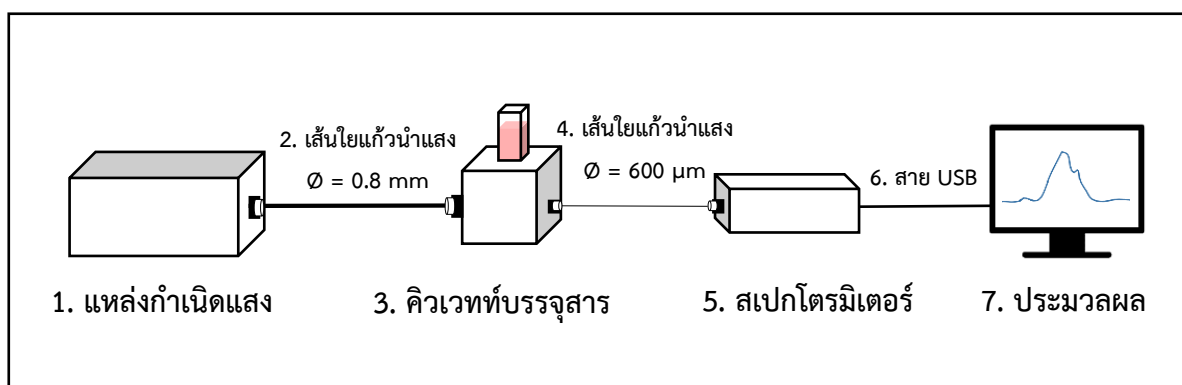 2. เส้นใยแก้วนำแสง
Ø = 0.8 mm
4. เส้นใยแก้วนำแสง
Ø = 600 µm
6. สาย USB
1. แหล่งกำเนิดแสง
3. คิวเวทท์บรรจุสาร
5. สเปกโตรมิเตอร์
7. ประมวลผล